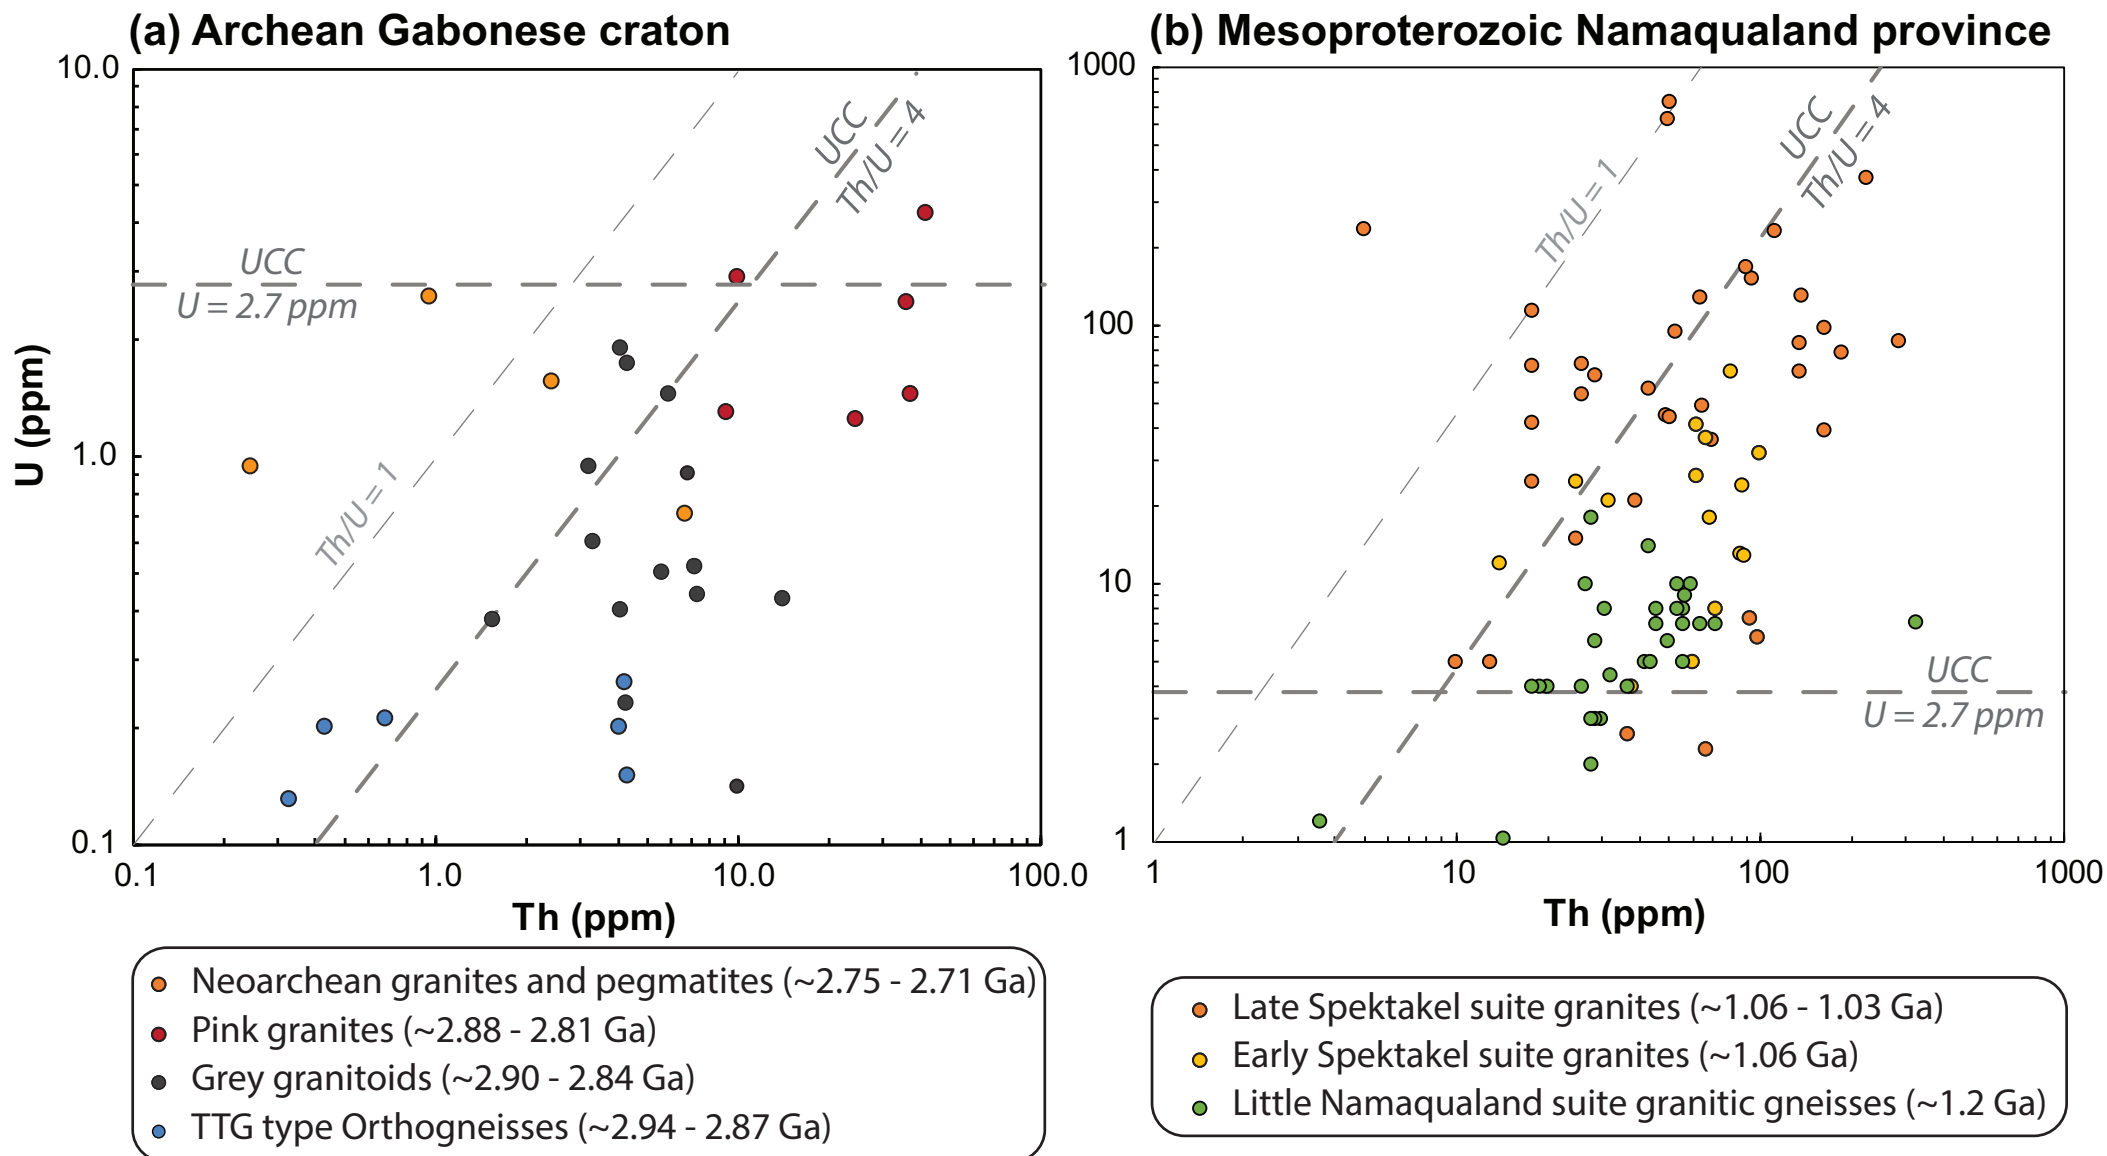 (a) Archean Gabonese craton
10.0
1.0
0.1
U (ppm)
UCC
U = 2.7 ppm
Th/U = 1
UCC
Th/U = 4
0.1
1.0
10.0
100.0
Th (ppm)
Neoarchean granites and pegmatites (~2.75 - 2.71 Ga)
Pink granites (~2.88 - 2.81 Ga)
Grey granitoids (~2.90 - 2.84 Ga)
TTG type Orthogneisses (~2.94 - 2.87 Ga)
(b) Mesoproterozoic Namaqualand province
1000
100
10
1
Th/U = 1
UCC
Th/U = 4
UCC
U = 2.7 ppm
1
10
100
1000
Th (ppm)
Late Spektakel suite granites (~1.06 - 1.03 Ga)
Early Spektakel suite granites (~1.06 Ga)
Little Namaqualand suite granitic gneisses (~1.2 Ga)